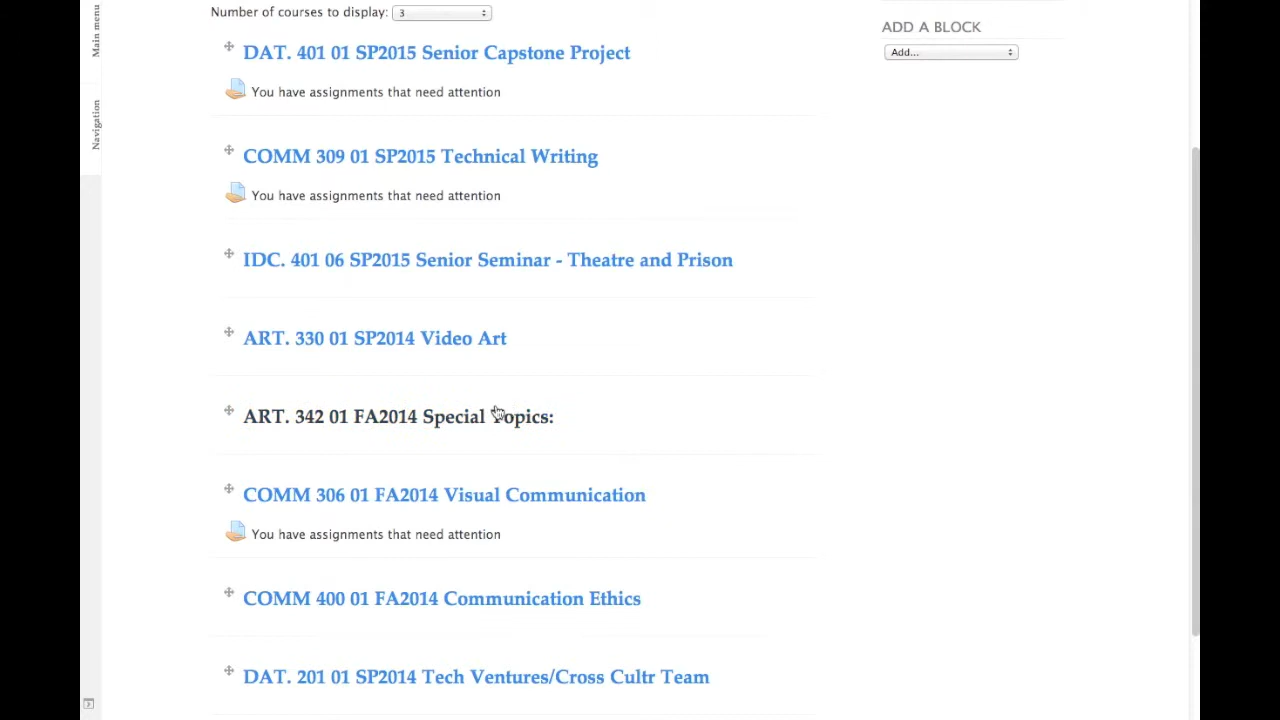 Main menu
Navigation
Number of courses to display: 3
DAT. 401 01 SP2015 Senior Capstone Project
You have assignments that need attention
COMM 309 01 SP2015 Technical Writing
You have assignments that need attention
IDC. 401 06 SP2015 Senior Seminar - Theatre and Prison
ART. 330 01 SP2014 Video Art
ART. 342 01 FA2014 Special Topics:
COMM 306 01 FA2014 Visual Communication
You have assignments that need attention
COMM 400 01 FA2014 Communication Ethics
DAT. 201 01 SP2014 Tech Ventures/Cross Cultr Team
ADD A BLOCK
Add...